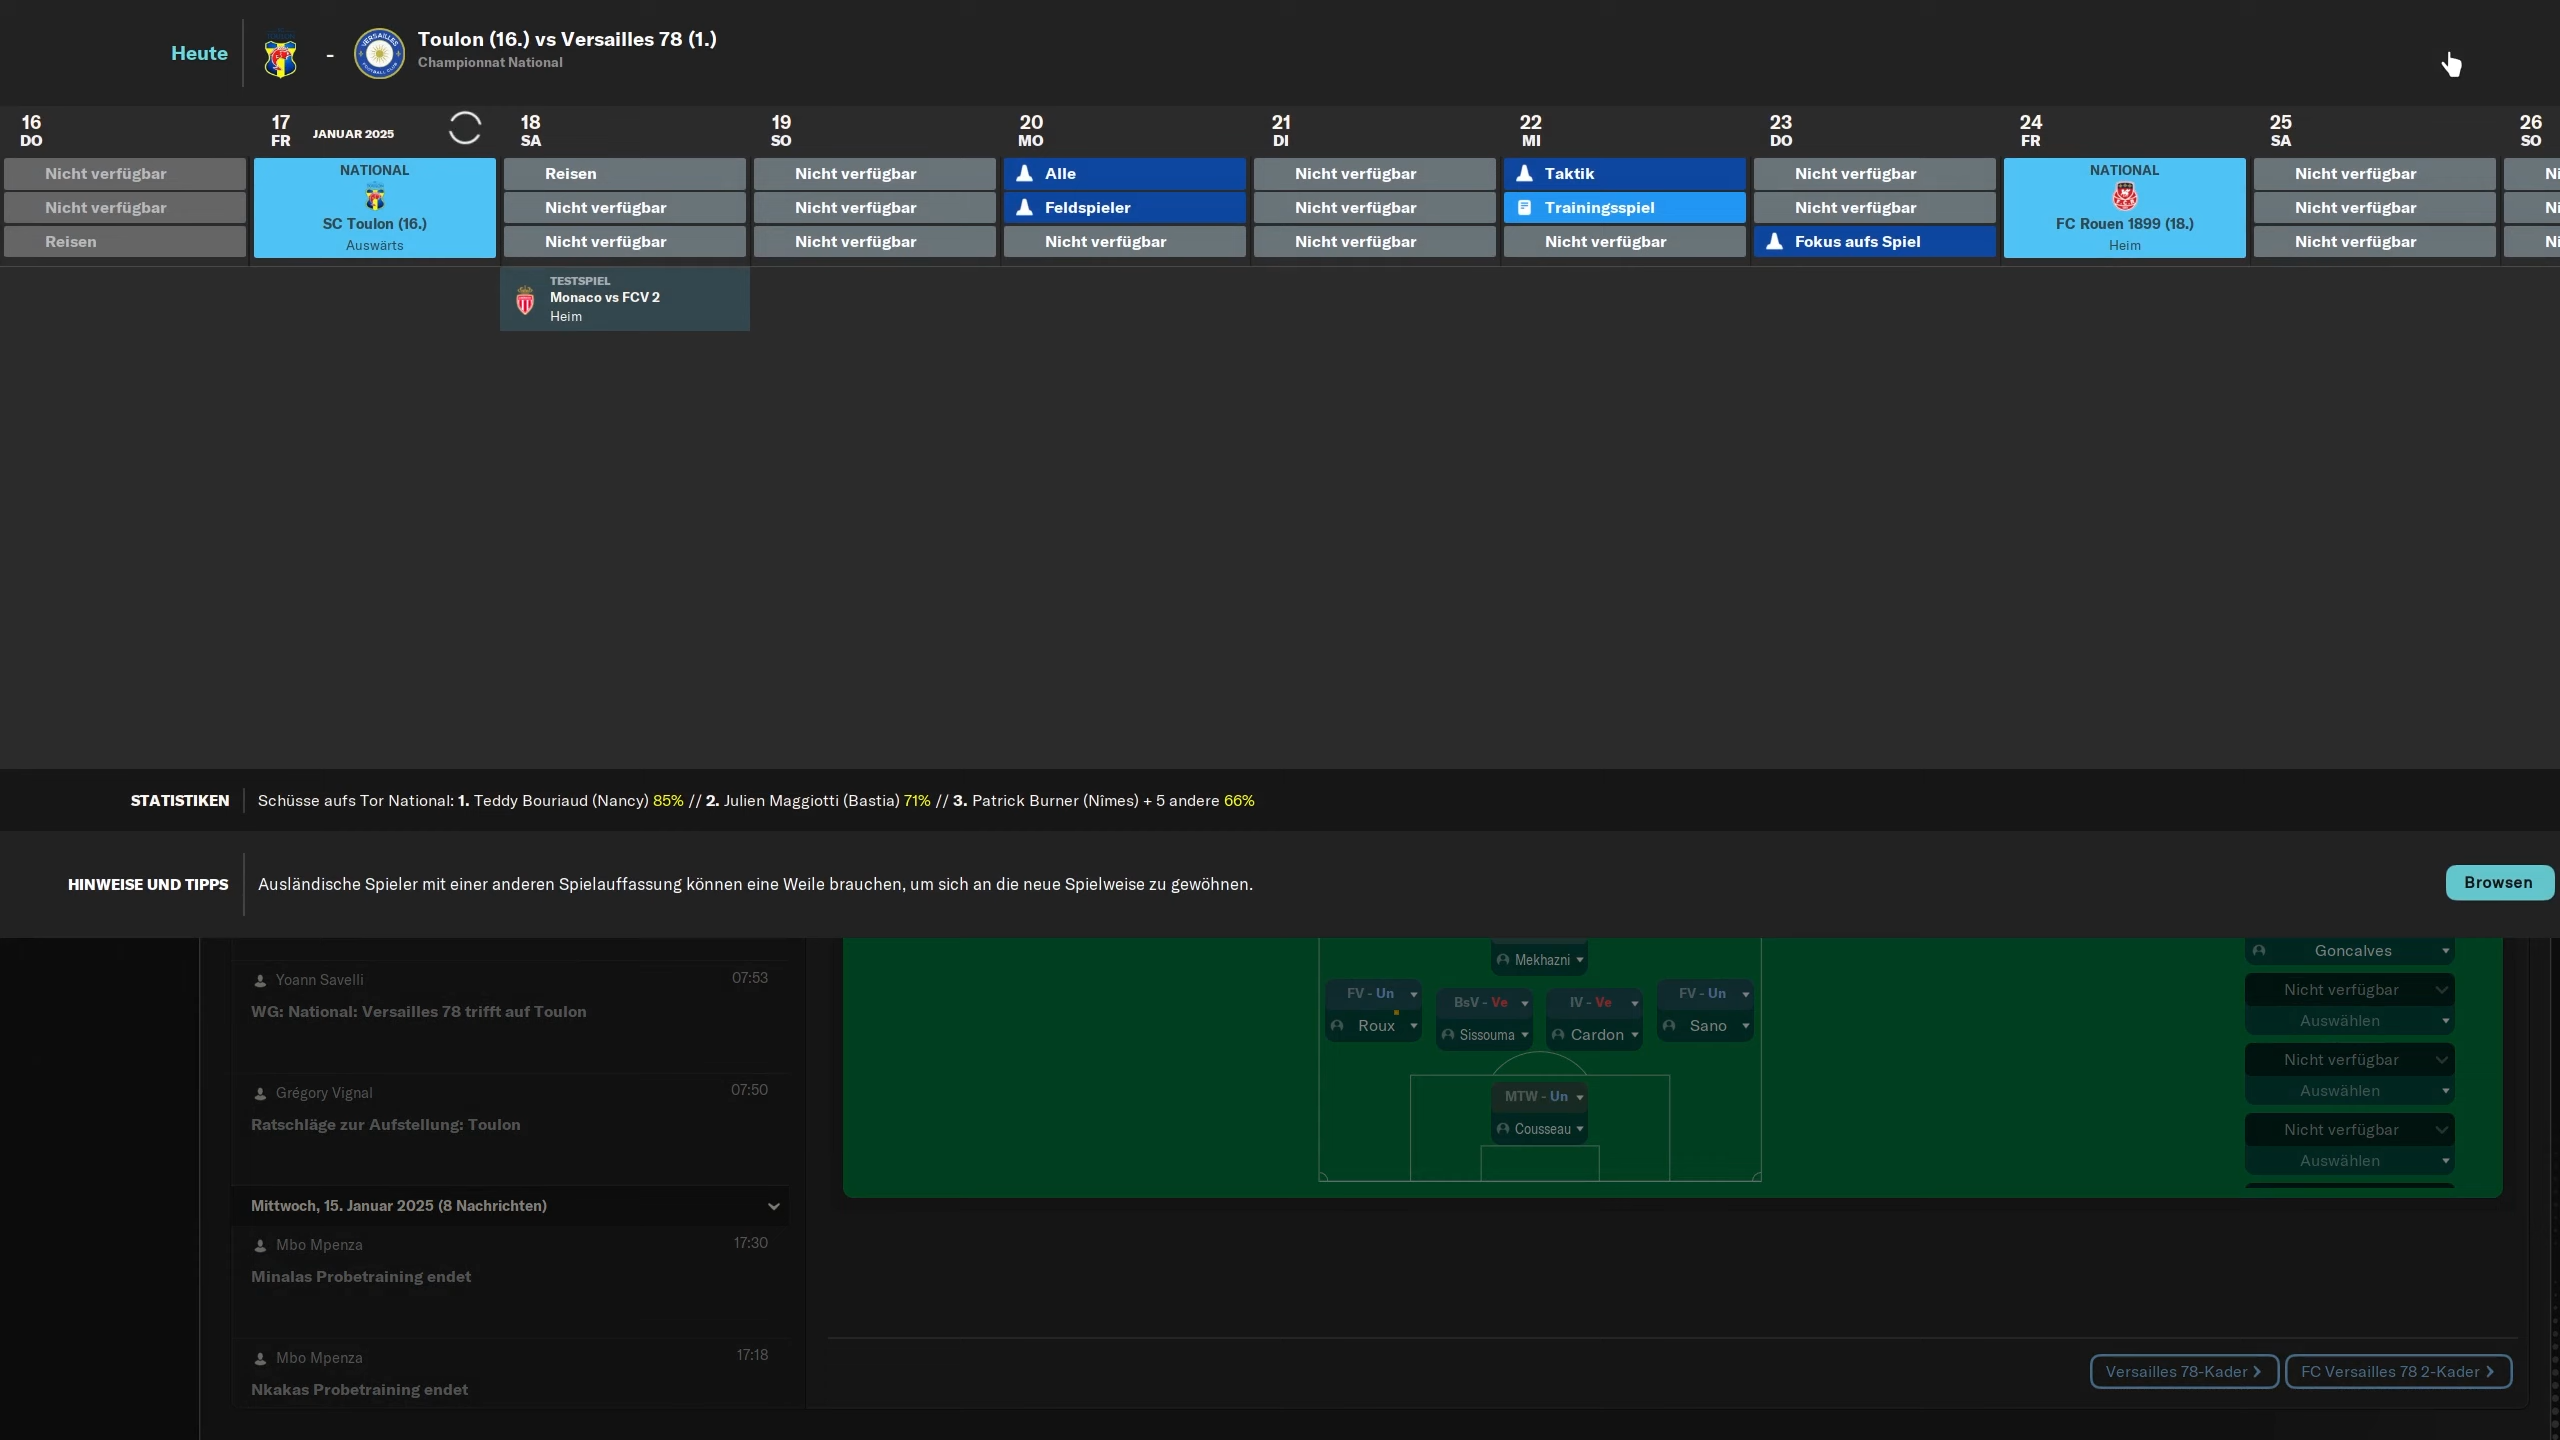 Heute
-
Toulon (16.) vs Versailles 78 (1.)
Championnat National
16
DO
17
FR
JANUAR 2025
18
SA
19
SO
20
MO
21
DI
22
MI
23
DO
24
FR
25
SA
26
SO
Nicht verfügbar
Nicht verfügbar
Reisen
NATIONAL
SC Toulon (16.)
Auswärts
Reisen
Nicht verfügbar
Nicht verfügbar
Nicht verfügbar
Nicht verfügbar
Nicht verfügbar
Alle
Feldspieler
Nicht verfügbar
Nicht verfügbar
Nicht verfügbar
Nicht verfügbar
Taktik
Trainingsspiel
Nicht verfügbar
Nicht verfügbar
Nicht verfügbar
Fokus aufs Spiel
NATIONAL
FC Rouen 1899 (18.)
Heim
Nicht verfügbar
Nicht verfügbar
Nicht verfügbar
TESTSPIEL
Monaco vs FCV 2
Heim
STATISTIKEN
Schüsse aufs Tor National: 1. Teddy Bouriaud (Nancy) 85% // 2. Julien Maggiotti (Bastia) 71% // 3. Patrick Burner (Nîmes) + 5 andere 66%
HINWEISE UND TIPPS
Ausländische Spieler mit einer anderen Spielauffassung können eine Weile brauchen, um sich an die neue Spielweise zu gewöhnen.
Browsen
Yoann Savelli
07:53
WG: National: Versailles 78 trifft auf Toulon
Grégory Vignal
07:50
Ratschläge zur Aufstellung: Toulon
Mittwoch, 15. Januar 2025 (8 Nachrichten)
Mbo Mpenza
17:30
Minalas Probetraining endet
Mbo Mpenza
17:18
Nkakas Probetraining endet
Mekhazni
FV - Un
Roux
BsV - Ve
Sissouma
IV - Ve
Cardon
FV - Un
Sano
MTW - Un
Cousseau
Goncalves
Nicht verfügbar
Auswählen
Nicht verfügbar
Auswählen
Nicht verfügbar
Auswählen
Versailles 78-Kader
FC Versailles 78 2-Kader